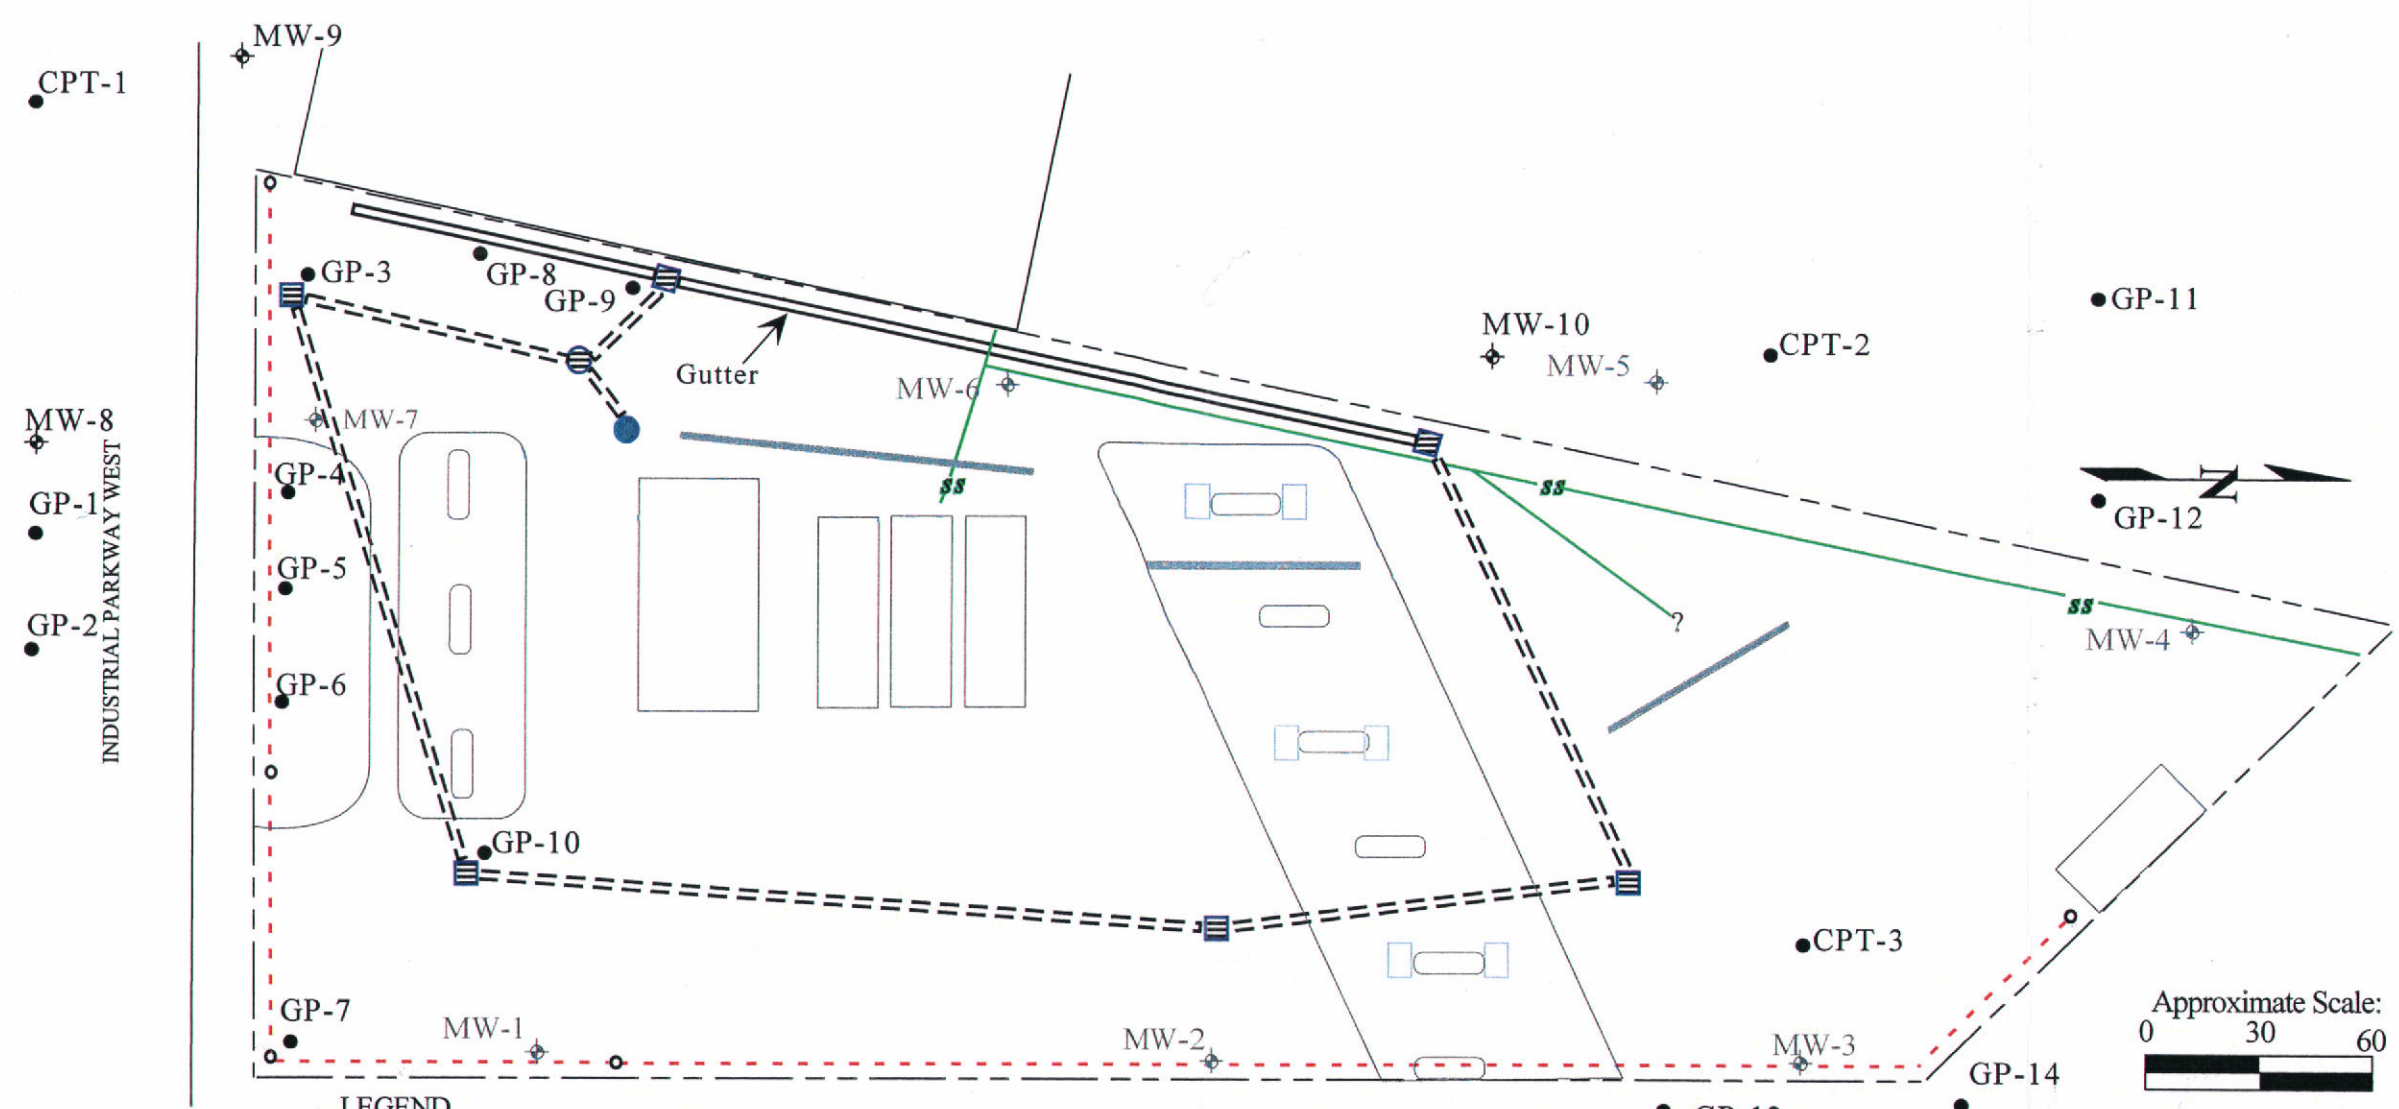 MW-9
CPT-1
GP-3
GP-8
GP-9
GP-11
MW-10
CPT-2
MW-5
Gutter
MW-6
MW-7
MW-8
GP-4
ss
ss
N
GP-1
GP-12
INDUSTRIAL PARKWAY WEST
GP-5
ss
GP-2
?
MW-4
GP-6
GP-10
CPT-3
Approximate Scale:
0 30 60
GP-7
MW-1
MW-2
MW-3
GP-14
LEGEND